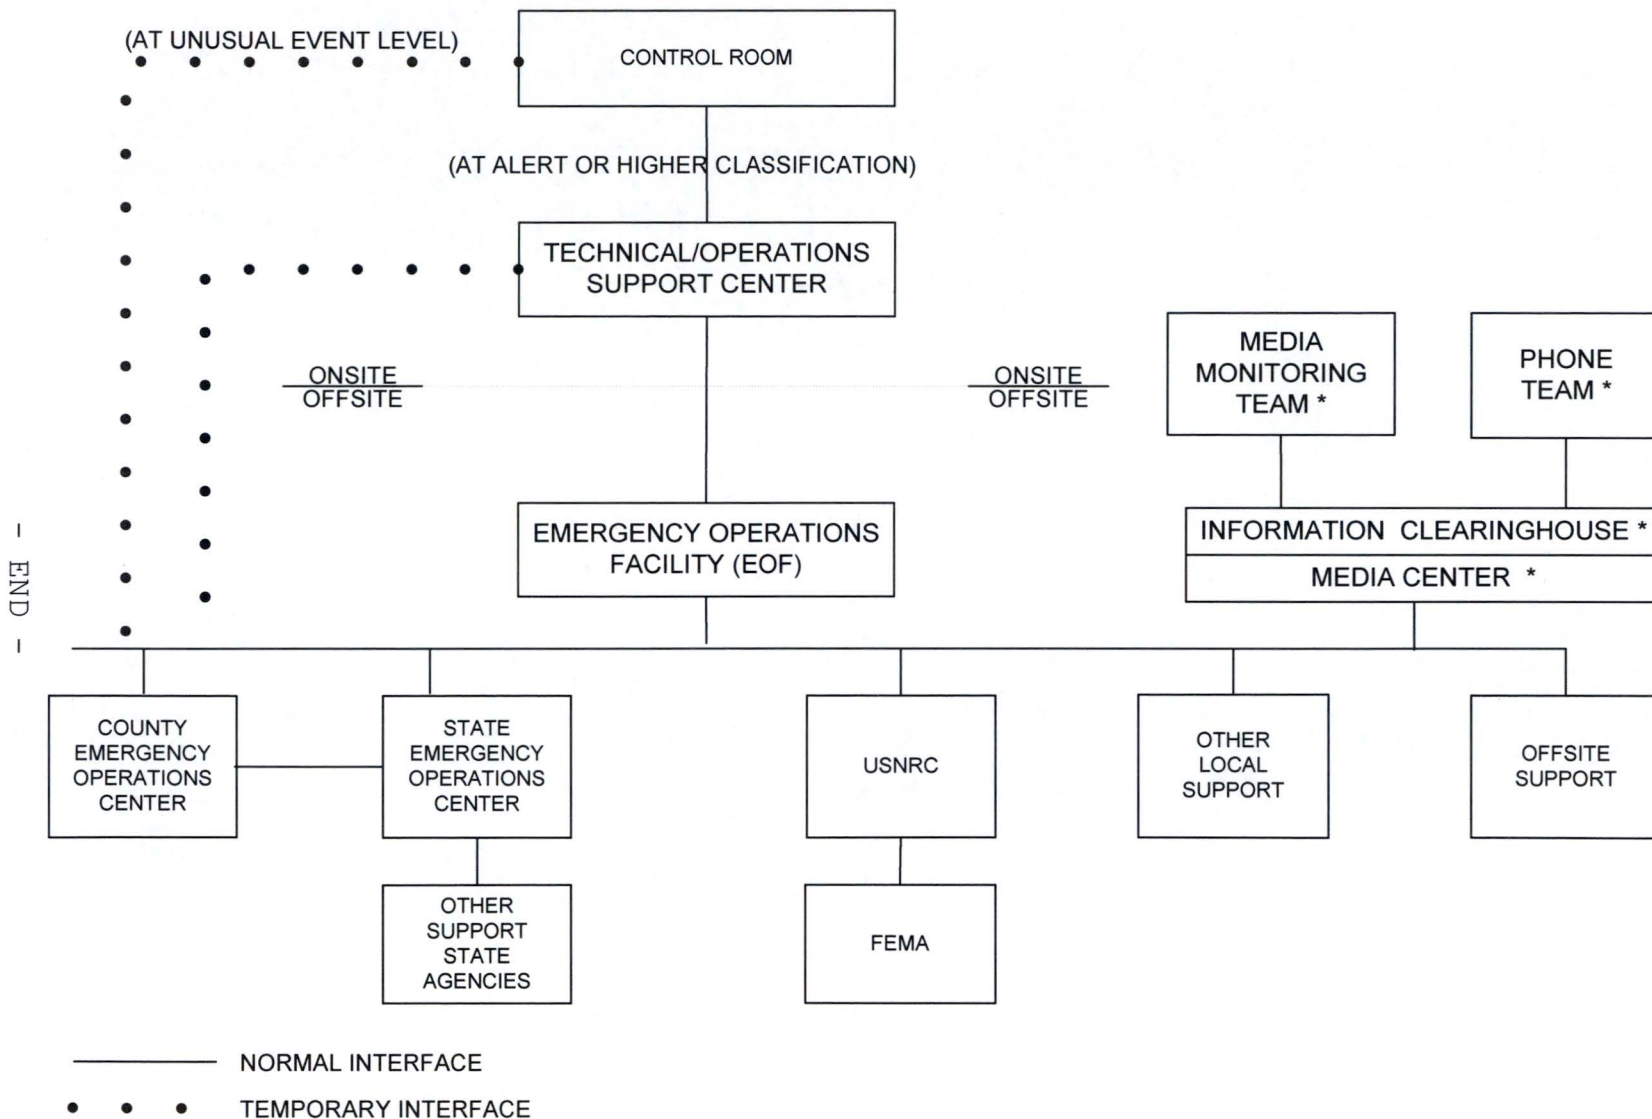 (AT UNUSUAL EVENT LEVEL)
CONTROL ROOM
(AT ALERT OR HIGHER CLASSIFICATION)
TECHNICAL/OPERATIONS
SUPPORT CENTER
ONSITE
OFFSITE
ONSITE
OFFSITE
MEDIA
MONITORING
TEAM *
PHONE
TEAM *
EMERGENCY OPERATIONS
FACILITY (EOF)
INFORMATION CLEARINGHOUSE *
MEDIA CENTER *
- END -
COUNTY
EMERGENCY
OPERATIONS
CENTER
STATE
EMERGENCY
OPERATIONS
CENTER
USNRC
OTHER
LOCAL
SUPPORT
OFFSITE
SUPPORT
OTHER
SUPPORT
STATE
AGENCIES
FEMA
NORMAL INTERFACE
TEMPORARY INTERFACE